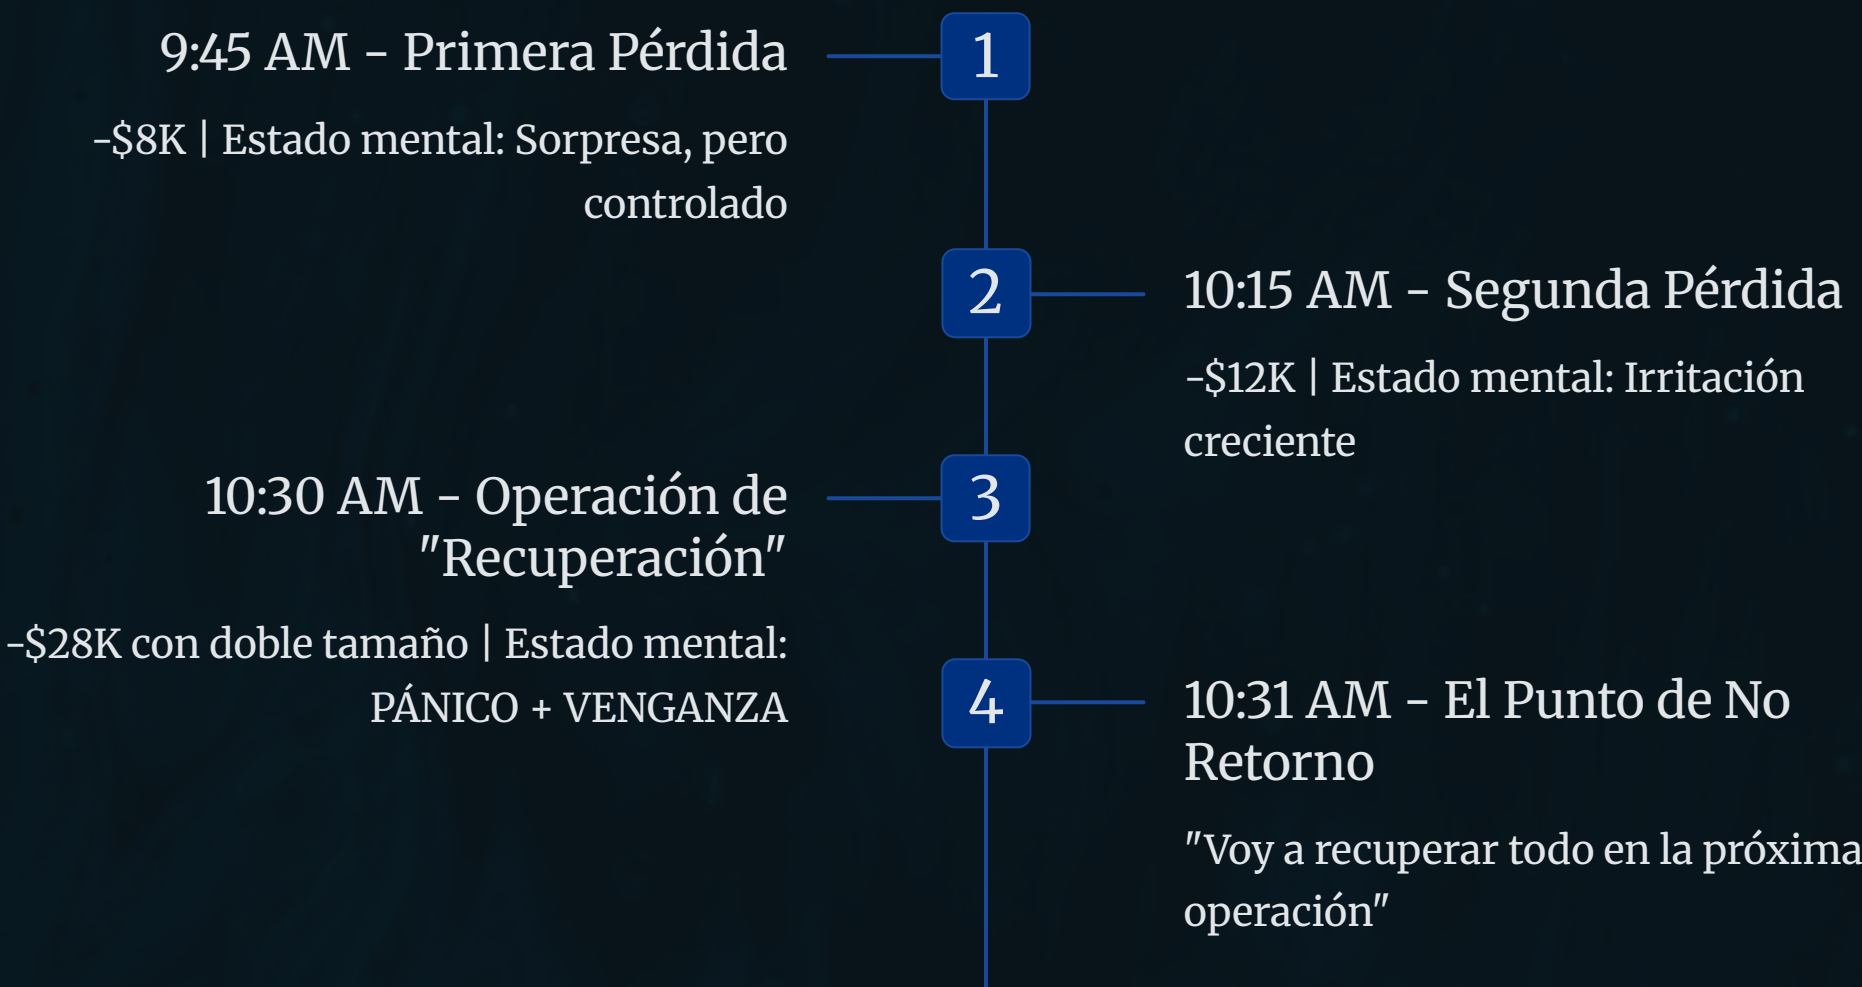 9:45 AM - Primera Pérdida
1
-$8K | Estado mental: Sorpresa, pero
controlado
2
10:15 AM - Segunda Pérdida
-$12K | Estado mental: Irritación
creciente
10:30 AM - Operación de
"Recuperación"
3
-$28K con doble tamaño | Estado mental:
PÁNICO + VENGANZA
4
10:31 AM - El Punto de No
Retorno
"Voy a recuperar todo en la próxima
operación"